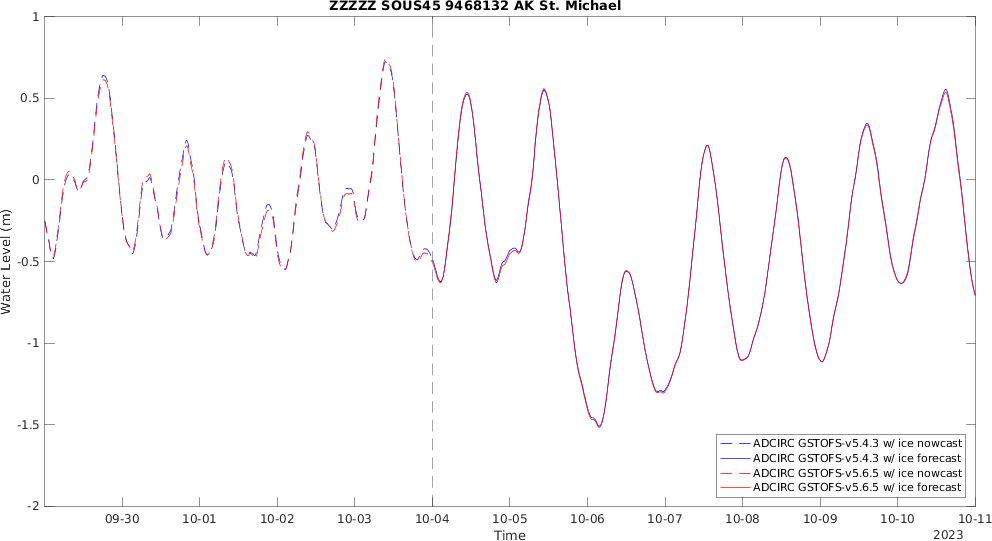 ZZZZZ SOUS45 9468132 AK St. Michael
Water Level (m)
1
0.5
0
-0.5
-1
-1.5
-2
09-30 10-01 10-02 10-03 10-04 10-05 10-06 10-07 10-08 10-09 10-10 10-11
Time
2023
ADCIRC GSTOFS-v5.4.3 w/ ice nowcast
ADCIRC GSTOFS-v5.4.3 w/ ice forecast
ADCIRC GSTOFS-v5.6.5 w/ ice nowcast
ADCIRC GSTOFS-v5.6.5 w/ ice forecast